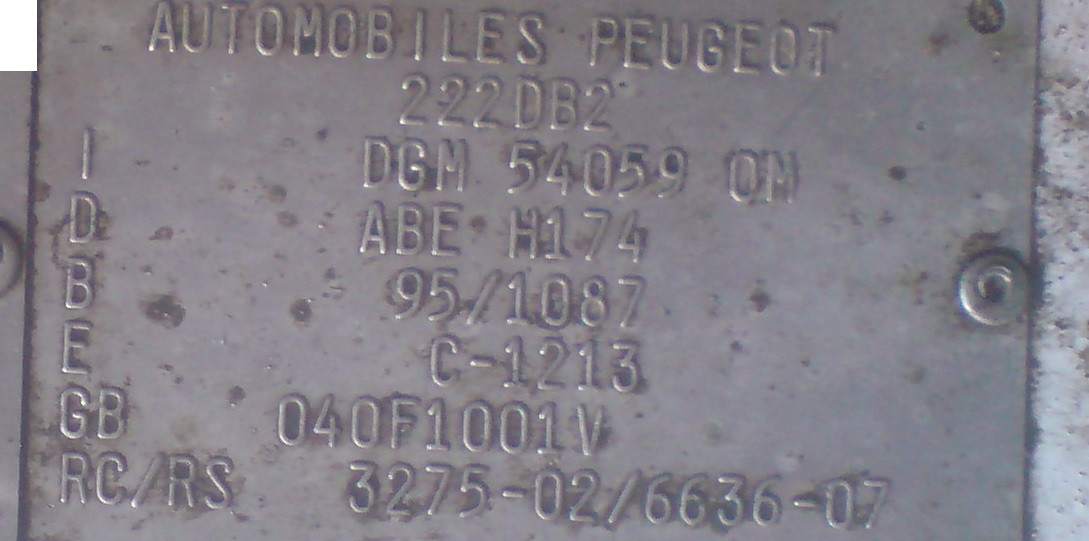 AUTOMOBILES PEUGEOT
222DB2
I DGM 54059 OM
D ABE H174
B 95/1087
E C-1213
GB 040F1001V
RC/RS 3275-02/6636-07